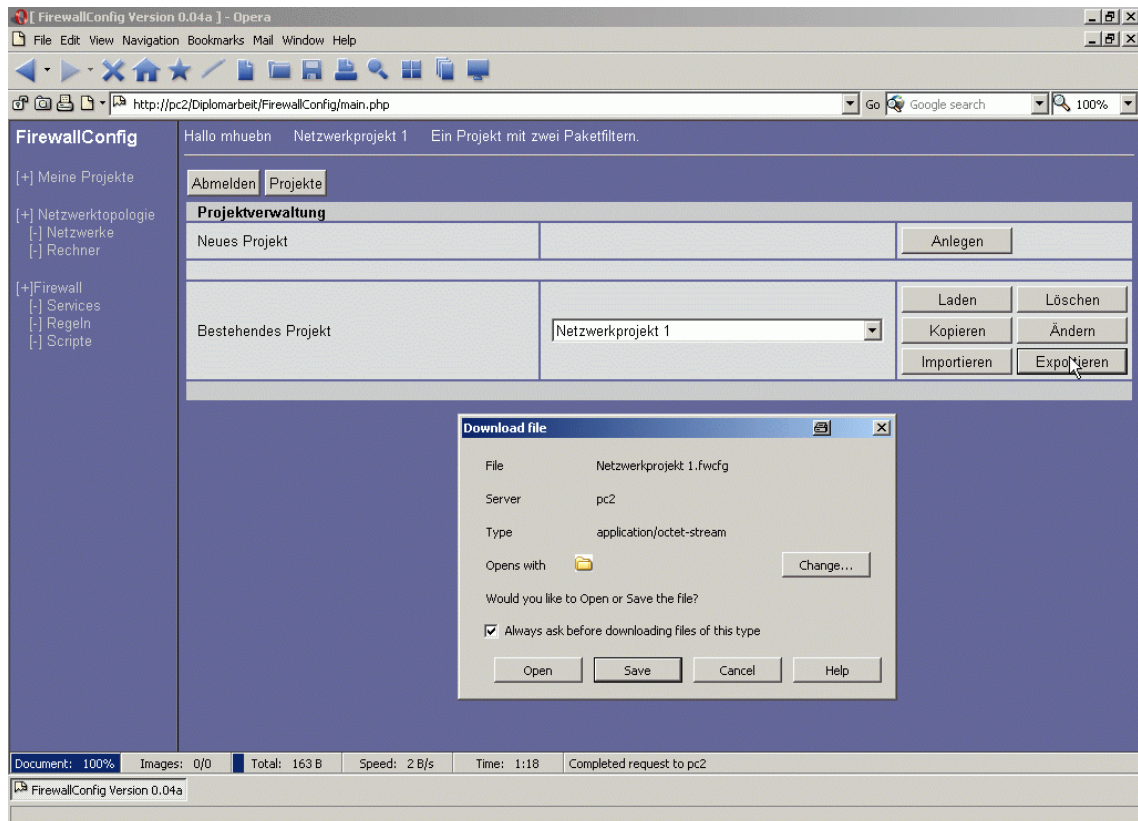 [ FirewallConfig Version 0.04a ] - Opera
File Edit View Navigation Bookmarks Mail Window Help
http://pc2/Diplomarbeit/FirewallConfig/main.php
Go
Google search
100%
FirewallConfig
[+] Meine Projekte
[+] Netzwerktopologie
[-] Netzwerke
[-] Rechner
[+]Firewall
[-] Services
[-] Regeln
[-] Scripte
Hallo mhuebn Netzwerkprojekt 1 Ein Projekt mit zwei Paketfiltern.
Abmelden Projekte
Projektverwaltung
Neues Projekt Anlegen
Bestehendes Projekt Netzwerkprojekt 1
Laden Löschen
Kopieren Ändern
Importieren Exportieren
Download file
File Netzwerkprojekt 1.fwcfg
Server pc2
Type application/octet-stream
Opens with Change...
Would you like to Open or Save the file?
Always ask before downloading files of this type
Open Save Cancel Help
Document: 100% Images: 0/0 Total: 163 B Speed: 2 B/s Time: 1:18 Completed request to pc2
FirewallConfig Version 0.04a